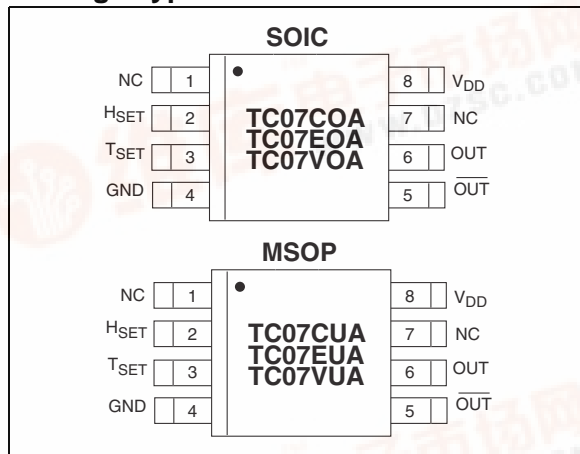 SOIC
NC 1 8 VDD
HSET 2 TC07COA 7 NC
TC07EOA
TSET 3 TC07VOA 6 OUT
GND 4 5 OUT
MSOP
NC 1 8 VDD
HSET 2 TC07CUA 7 NC
TC07EUA
TSET 3 TC07VUA 6 OUT
GND 4 5 OUT